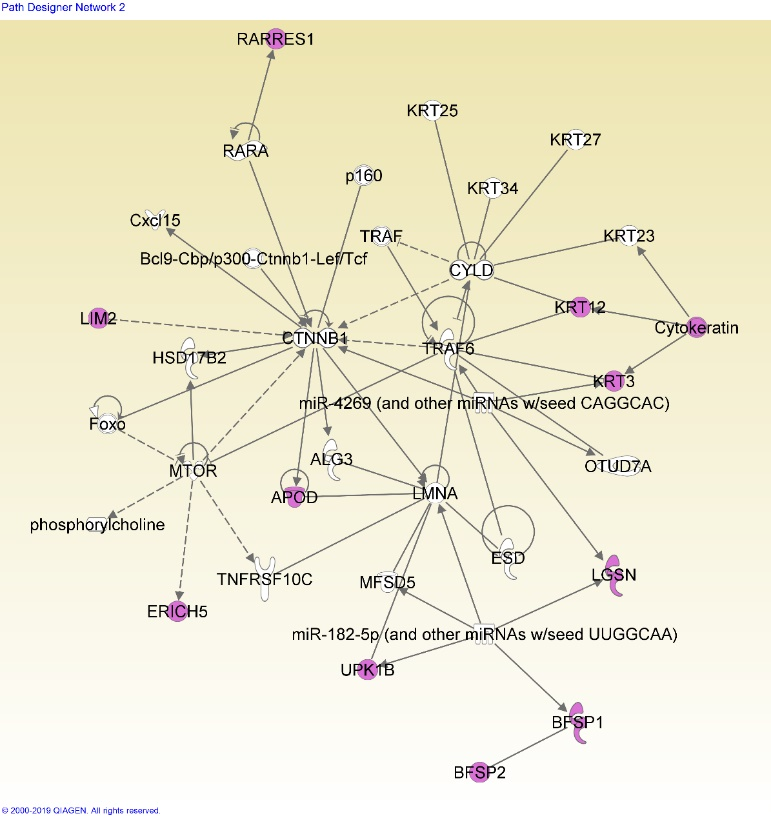 Path Designer Network 2
RARRES1
KRT25
KRT27
RARA
p160
KRT34
Cxcl15
TRAF
KRT23
Bcl9-Cbp/p300-Ctnnb1-Lef/Tcf
CYLD
LIM2
KRT12
Cytokeratin
CTNNB1
TRAF6
HSD17B2
KRT3
miR-4269 (and other miRNAs w/seed CAGGCAC)
Foxo
ALG3
OTUD7A
MTOR
APOD
LMNA
phosphorylcholine
ESD
TNFRSF10C
MFSD5
LGSN
ERICH5
miR-182-5p (and other miRNAs w/seed UUGGCAA)
UPK1B
BFSP1
BFSP2
© 2000-2019 QIAGEN. All rights reserved.